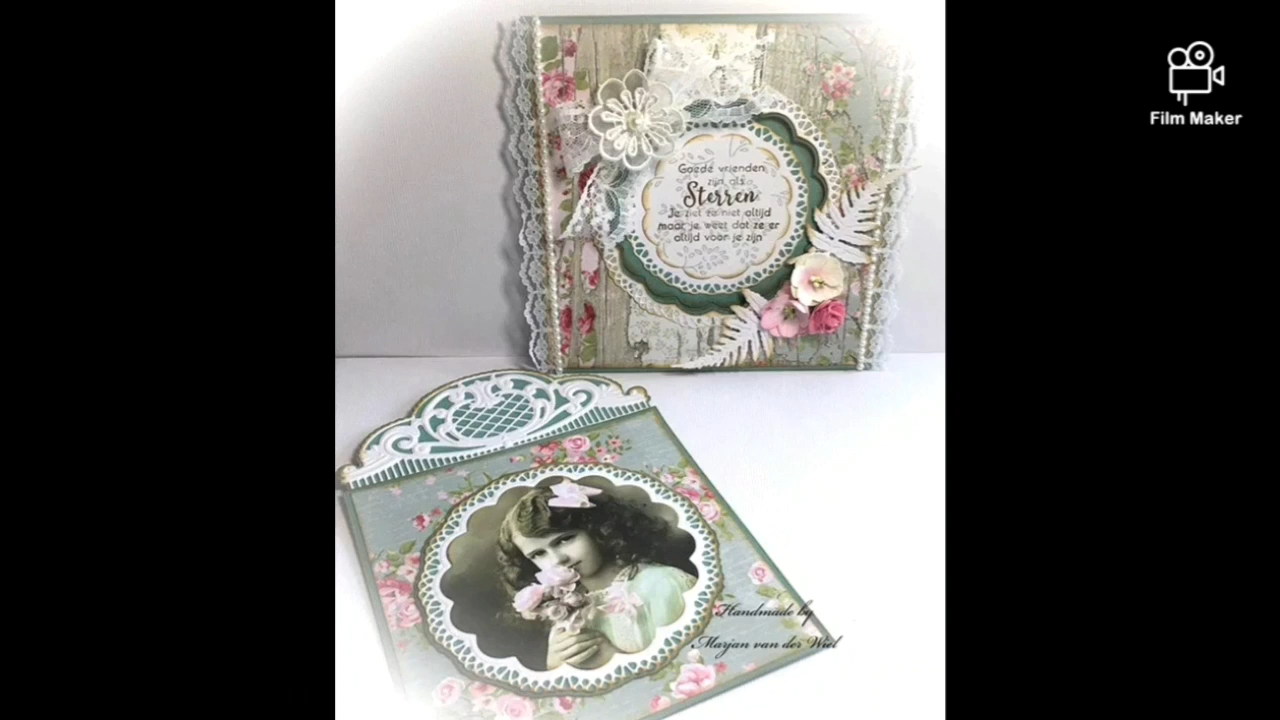 Film Maker
Goede vrienden
zijn als
Sterren
Je ziet ze niet altijd
maar je weet dat ze er
altijd voor je zijn
Handmade by
Marjan van der Wiel